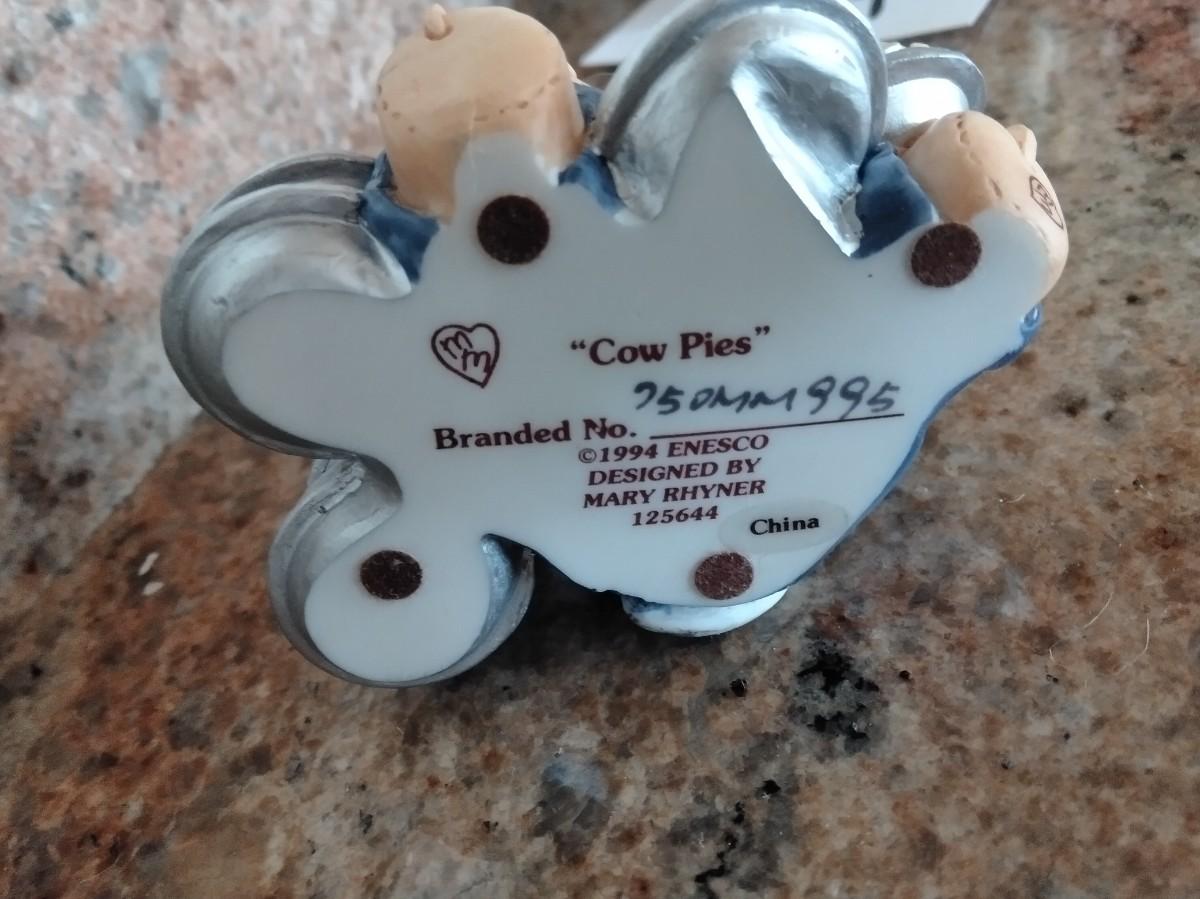 MM
“Cow Pies”
Branded No. 750MM995
©1994 ENESCO
DESIGNED BY
MARY RHYNER
125644
China